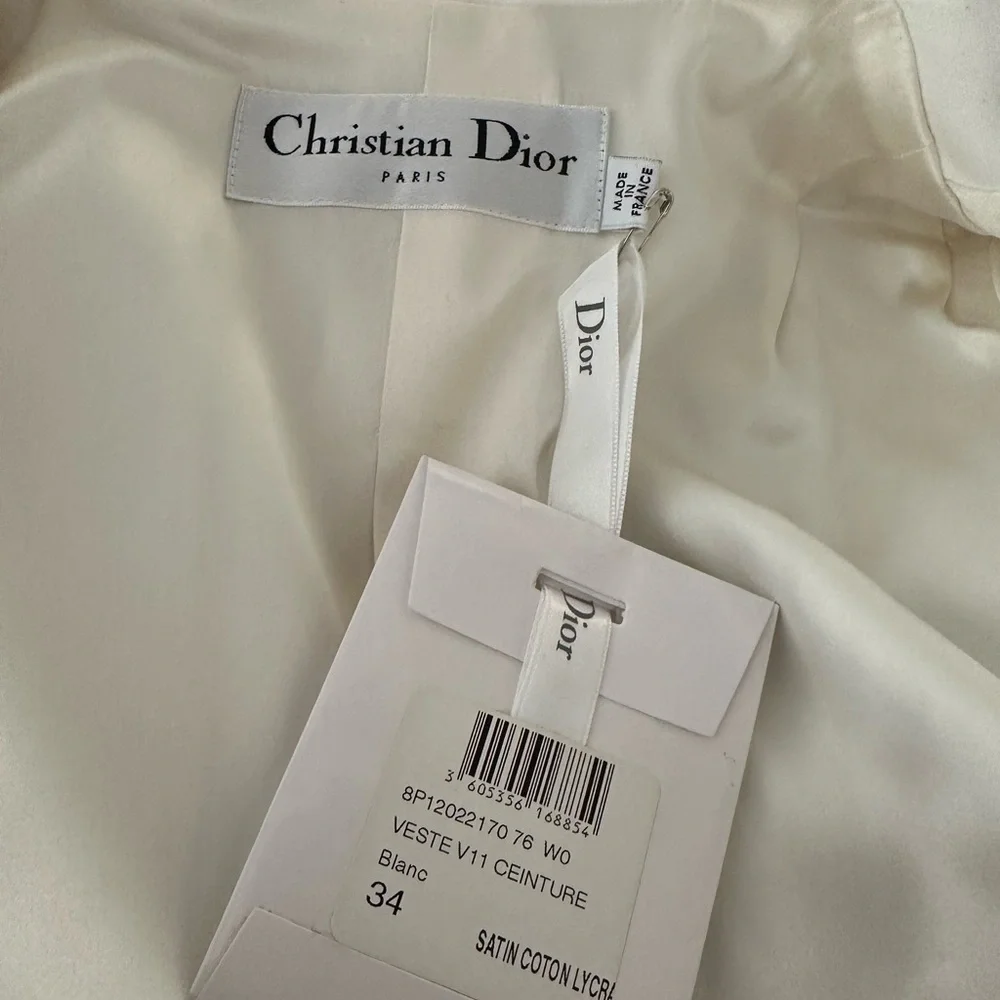 Christian Dior
PARIS
MADE
IN
FRANCE
Dior
Dior
3 605356 168854
8P12022170 76 W0
VESTE V11 CEINTURE
Blanc
34
SATIN COTON LYCRA